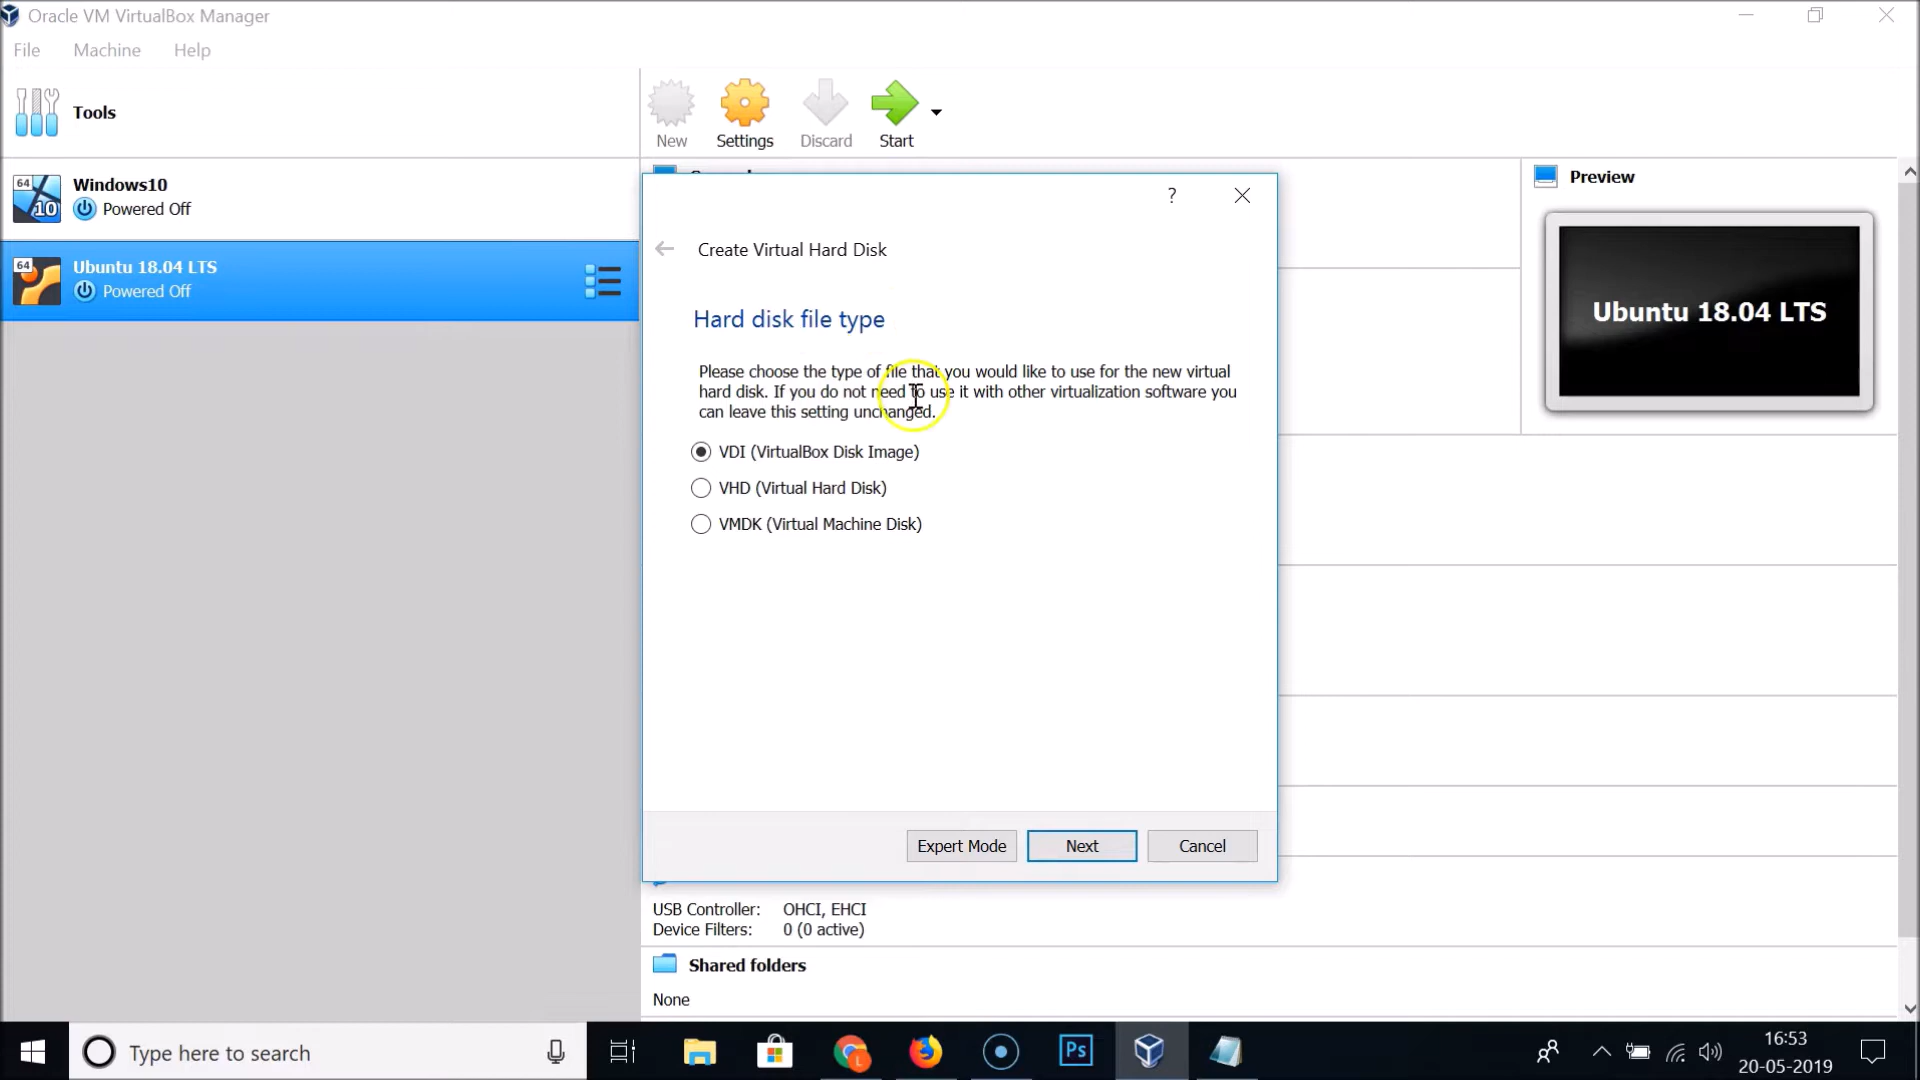 Oracle VM VirtualBox Manager
File Machine Help
Tools
New Settings Discard Start
64
10
Windows10
Powered Off
64
Ubuntu 18.04 LTS
Powered Off
Preview
Ubuntu 18.04 LTS
?
Create Virtual Hard Disk
Hard disk file type
Please choose the type of file that you would like to use for the new virtual
hard disk. If you do not need to use it with other virtualization software you
can leave this setting unchanged.
VDI (VirtualBox Disk Image)
VHD (Virtual Hard Disk)
VMDK (Virtual Machine Disk)
Expert Mode Next Cancel
USB Controller: OHCI, EHCI
Device Filters: 0 (0 active)
Shared folders
None
Type here to search
L
Ps
16:53
20-05-2019